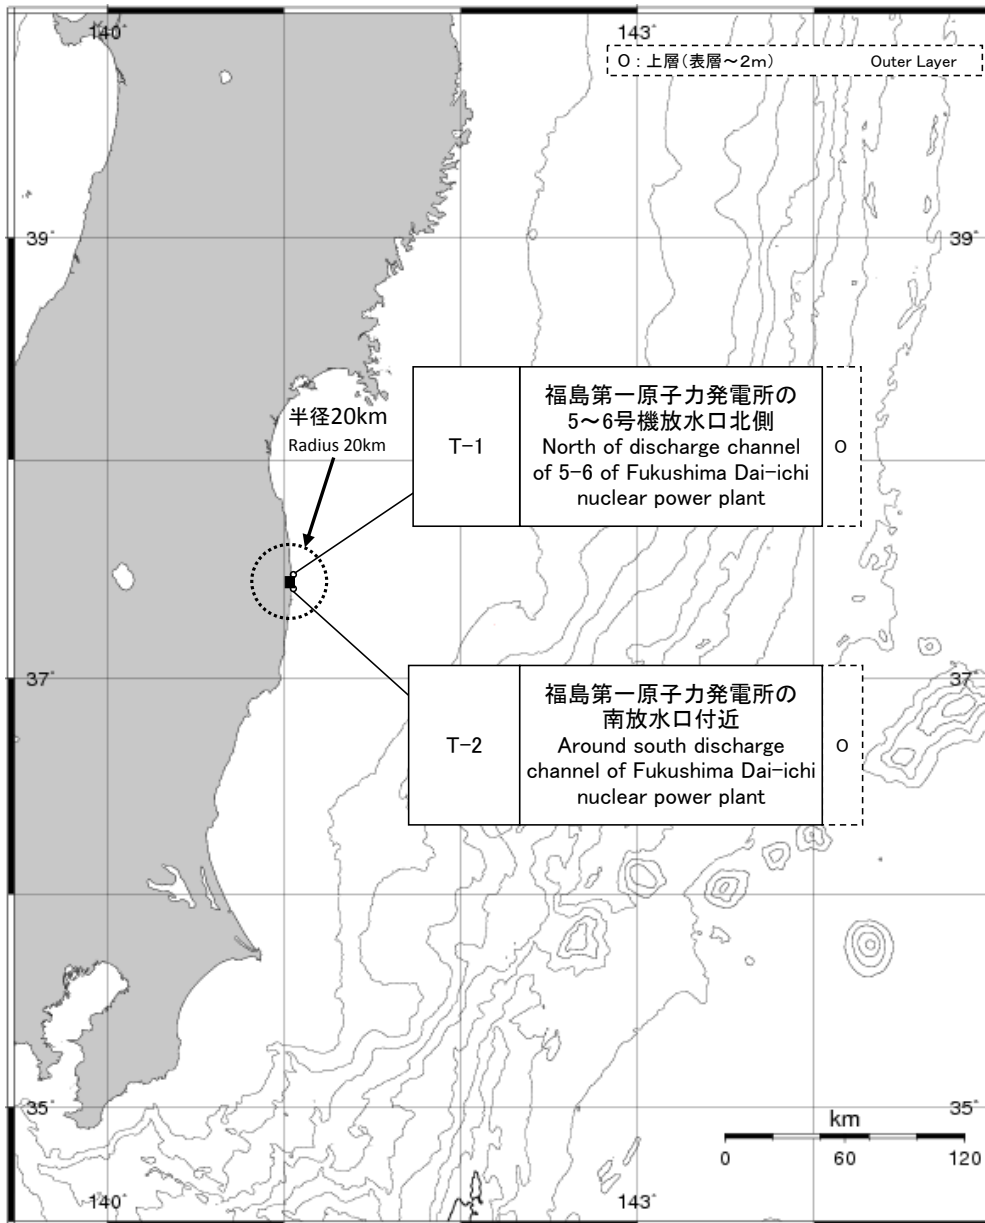 140°
143°
O : 上層(表層～2m) Outer Layer
39°
39°
半径20km
Radius 20km
T-1
福島第一原子力発電所の
5～6号機放水口北側
North of discharge channel
of 5-6 of Fukushima Dai-ichi
nuclear power plant
O
37°
37°
T-2
福島第一原子力発電所の
南放水口付近
Around south discharge
channel of Fukushima Dai-ichi
nuclear power plant
O
35°
35°
km
0 60 120
140°
143°